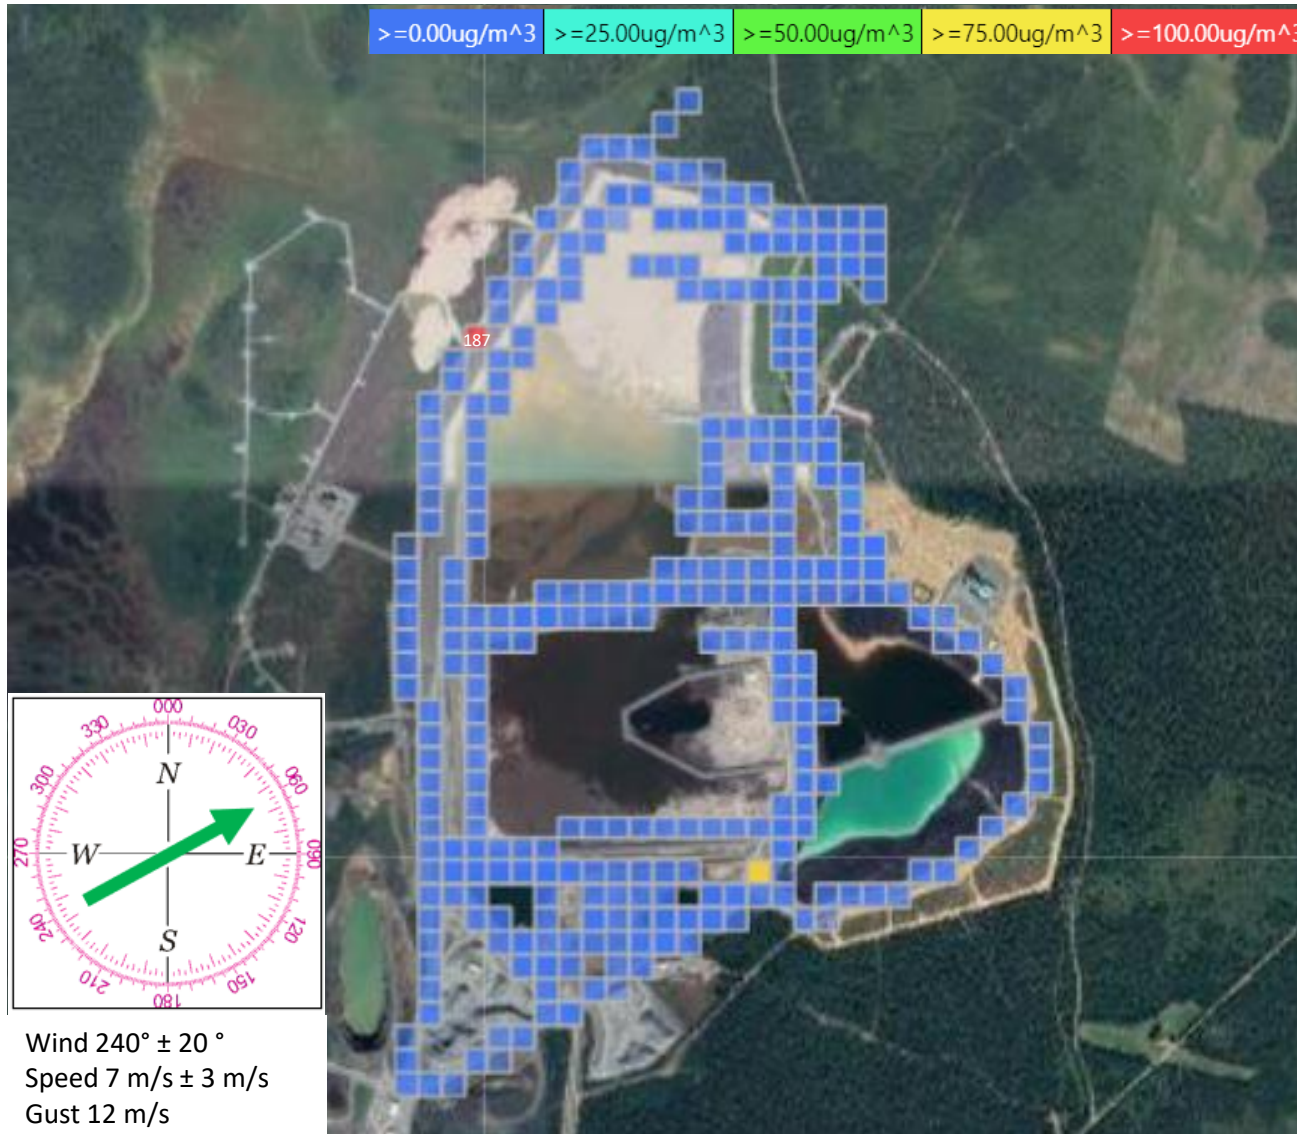 >=0.00ug/m^3 >=25.00ug/m^3 >=50.00ug/m^3 >=75.00ug/m^3 >=100.00ug/m^3
187
000
330 030
N
300 060
270 W E 090
S
240 120
210 150
180
Wind 240° ± 20 °
Speed 7 m/s ± 3 m/s
Gust 12 m/s